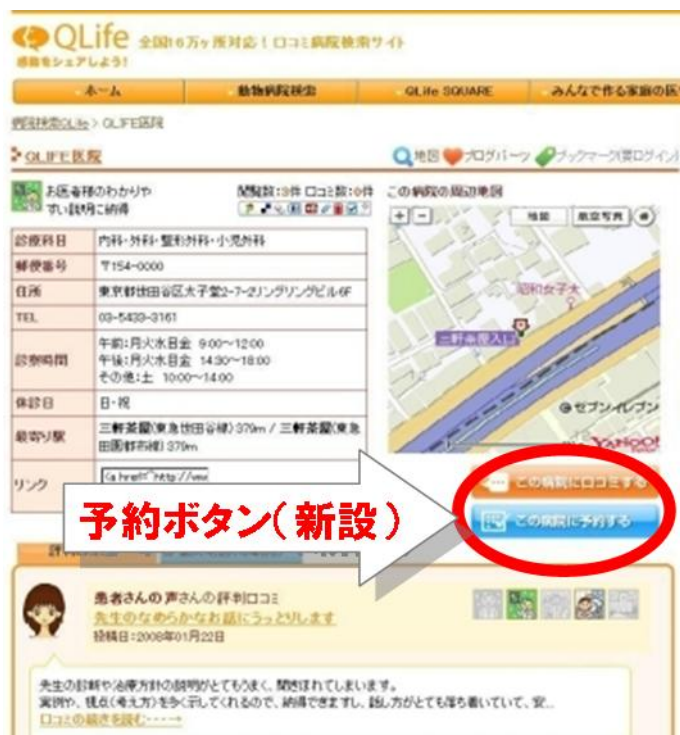 QLife 全国16万ヶ所対応！口コミ病院検索サイト
感動をシェアしよう！
ホーム 動物病院検索 QLife SQUARE みんなで作る家庭の医
病院検索QLife > QLIFE医院
QLIFE医院
地図 ブログパーツ ブックマーク(要ログイン)
お医者様のわかりや
すい説明に納得
閲覧数:3件 口コミ数:0件
この病院の周辺地図
地図 航空写真
診療科目 内科・外科・整形外科・小児外科
郵便番号 〒154-0000
住所 東京都世田谷区太子堂2-7-2リングリングビル6F
TEL 03-5433-3161
診療時間 午前:月火水日金 9:00～12:00
午後:月火水日金 14:30～18:00
その他:土 10:00～14:00
休診日 日・祝
最寄り駅 三軒茶屋(東急世田谷線) 379m / 三軒茶屋(東急
田園都市線) 379m
リンク <a href="http://ww
昭和女子大
三軒茶屋入口
セブン-イレブン
YAHOO!
この病院に口コミする
この病院に予約する
予約ボタン(新設)
患者さんの声さんの評判口コミ
先生のなめらかなお話にうっとりします
投稿日:2008年01月22日
先生の診断や治療方針の説明がとてもうまく、聞きほれてしまいます。
実例や、視点(考え方)を多く示してくれるので、納得できますし、話し方がとても落ち着いていて、安...
口コミの続きを読む‥‥→